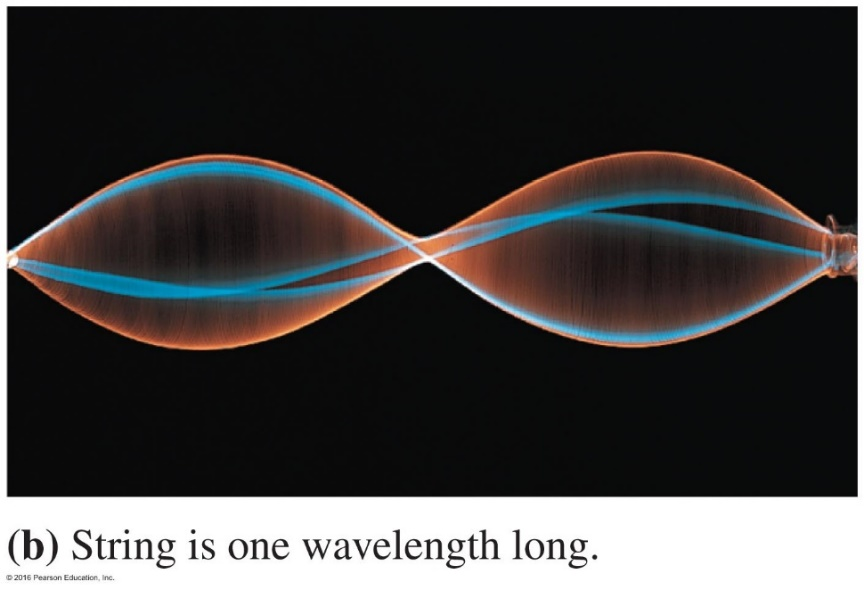 (b) String is one wavelength long.
© 2016 Pearson Education, Inc.